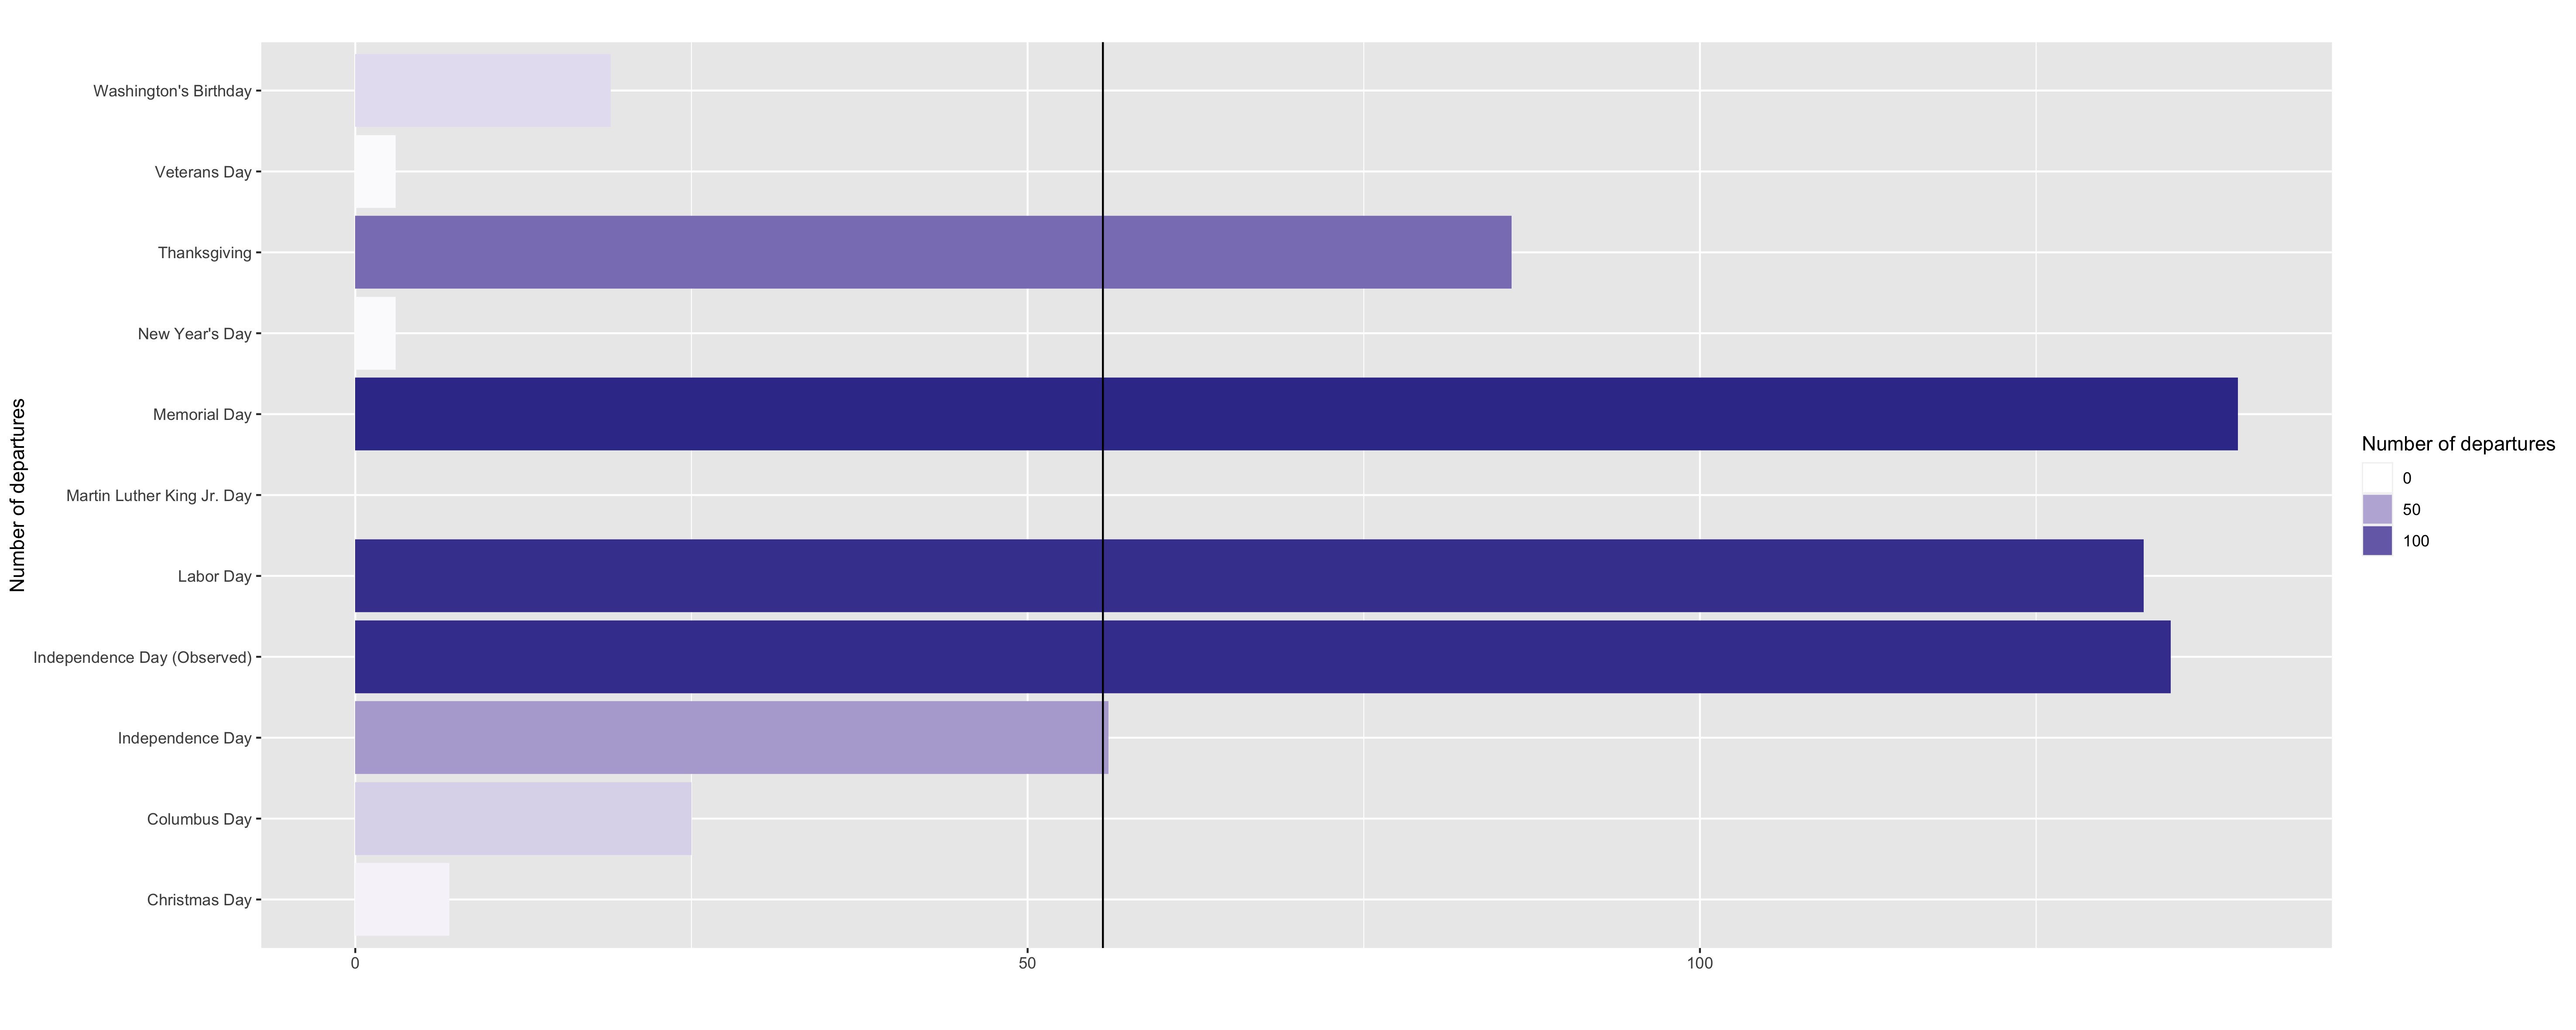 Number of departures
Washington's Birthday
Veterans Day
Thanksgiving
New Year's Day
Memorial Day
Martin Luther King Jr. Day
Labor Day
Independence Day (Observed)
Independence Day
Columbus Day
Christmas Day
0
50
100
Number of departures
0
50
100